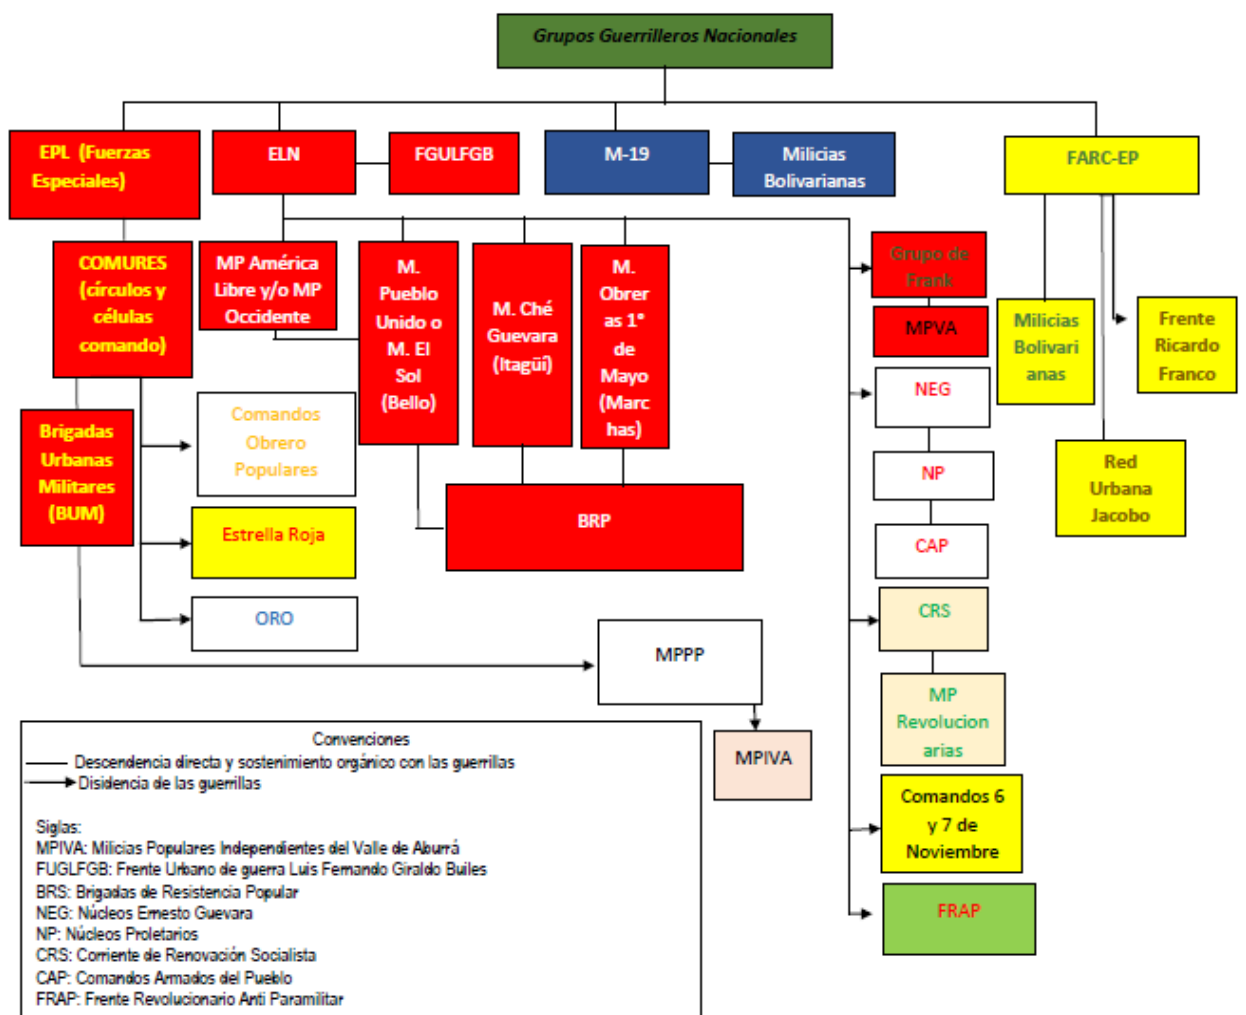 Grupos Guerrilleros Nacionales
EPL (Fuerzas
Especiales)
ELN
FGULFGB
M-19
Milicias
Bolivarianas
FARC-EP
COMURES
(círculos y
células
comando)
MP América
Libre y/o MP
Occidente
M.
Pueblo
Unido o
M. El
Sol
(Bello)
M. Ché
Guevara
(Itagüí)
M.
Obrer
as 1°
de
Mayo
(Marc
has)
Grupo de
Frank
MPVA
Milicias
Bolivari
anas
Frente
Ricardo
Franco
NEG
Comandos
Obrero
Populares
Brigadas
Urbanas
Militares
(BUM)
NP
Red
Urbana
Jacobo
BRP
Estrella Roja
CAP
ORO
CRS
MPPP
MP
Revolucion
arias
MPIVA
Comandos 6
y 7 de
Noviembre
FRAP
Convenciones
Descendencia directa y sostenimiento orgánico con las guerrillas
Disidencia de las guerrillas
Siglas:
MPIVA: Milicias Populares Independientes del Valle de Aburrá
FUGLFGB: Frente Urbano de guerra Luis Fernando Giraldo Builes
BRS: Brigadas de Resistencia Popular
NEG: Núcleos Ernesto Guevara
NP: Núcleos Proletarios
CRS: Corriente de Renovación Socialista
CAP: Comandos Armados del Pueblo
FRAP: Frente Revolucionario Anti Paramilitar